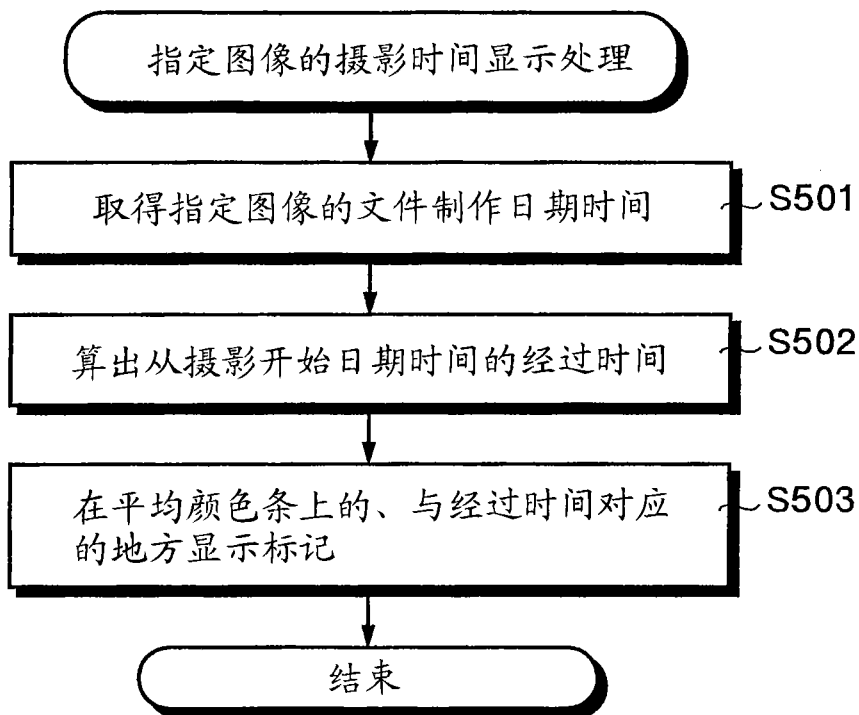 指定图像的摄影时间显示处理
取得指定图像的文件制作日期时间
S501
算出从摄影开始日期时间的经过时间
S502
在平均颜色条上的、与经过时间对应
的地方显示标记
S503
结束